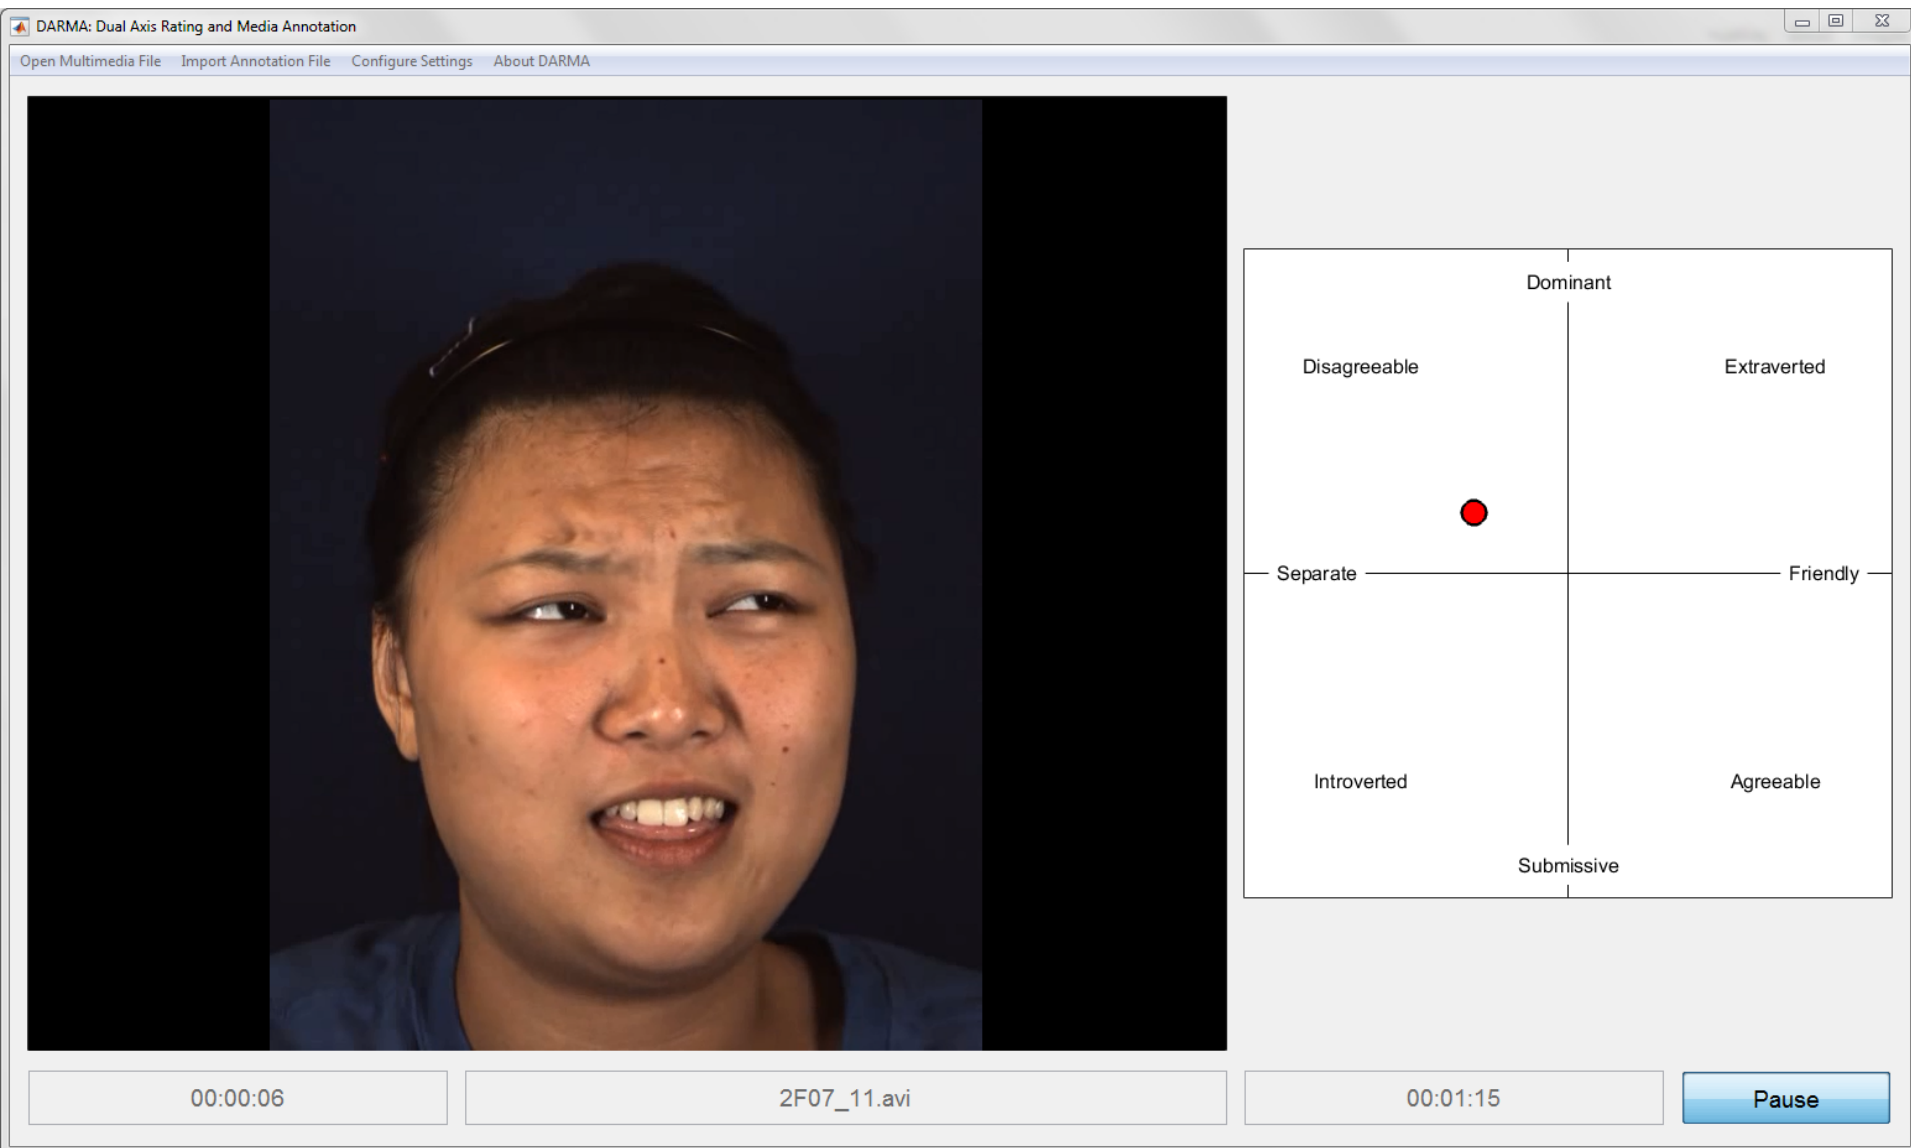 DARMA: Dual Axis Rating and Media Annotation
Open Multimedia File Import Annotation File Configure Settings About DARMA
Dominant
Disagreeable Extraverted
Separate Friendly
Introverted Agreeable
Submissive
00:00:06 2F07_11.avi 00:01:15 Pause